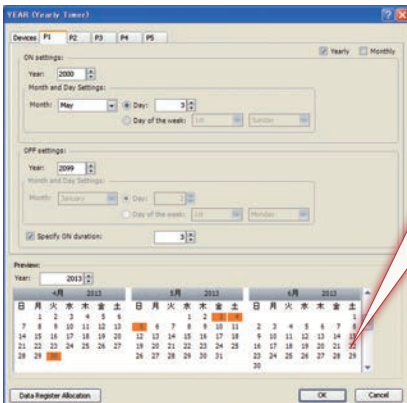 YEAR (Yearly Timer)
Devices P1 P2 P3 P4 P5
Yearly Monthly
ON settings:
Year: 2000
Month and Day Settings:
Month: May Day: 3
Day of the week: 1st Sunday
OFF settings:
Year: 2099
Month and Day Settings:
Month: January Day:
Day of the week: 1st Monday
Specify ON duration: 3
Preview:
Year: 2013
4月 2013 5月 2013 6月 2013
日 月 火 水 木 金 土 日 月 火 水 木 金 土 日 月 火 水 木 金 土
1 2 3 4 5 6 1 2 3 4 1
7 8 9 10 11 12 13 5 6 7 8 9 10 11 2 3 4 5 6 7 8
14 15 16 17 18 19 20 12 13 14 15 16 17 18 9 10 11 12 13 14 15
21 22 23 24 25 26 27 19 20 21 22 23 24 25 16 17 18 19 20 21 22
28 29 30 26 27 28 29 30 31 23 24 25 26 27 28 29
30
Data Register Allocation OK Cancel